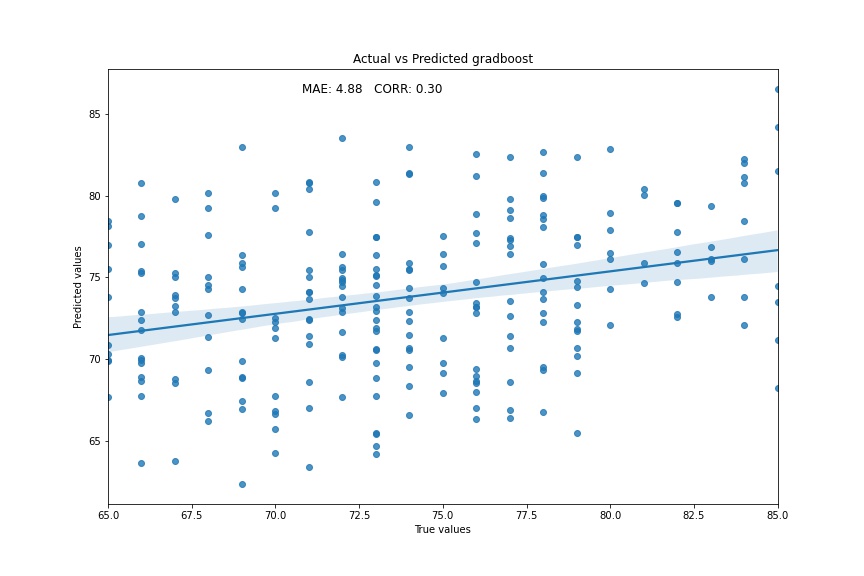 Actual vs Predicted gradboost
MAE: 4.88   CORR: 0.30
85
80
75
70
65
Predicted values
65.0 67.5 70.0 72.5 75.0 77.5 80.0 82.5 85.0
True values